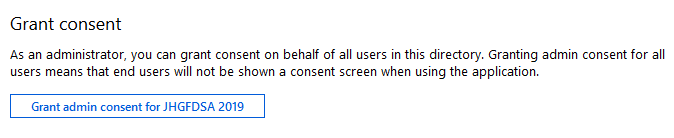 Grant consent
As an administrator, you can grant consent on behalf of all users in this directory. Granting admin consent for all
users means that end users will not be shown a consent screen when using the application.
Grant admin consent for JHGFDSA 2019